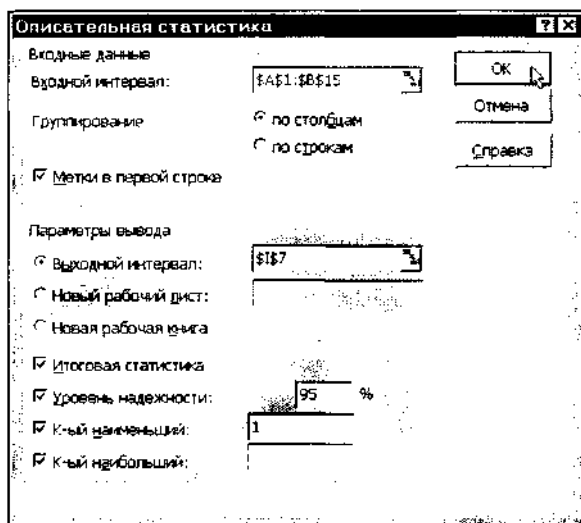 Описательная статистика
Входные данные
Входной интервал: $A$1:$B$15
Группирование
по столбцам
по строкам
Метки в первой строке
OK
Отмена
Справка
Параметры вывода
Выходной интервал: $I$7
Новый рабочий лист:
Новая рабочая книга
Итоговая статистика
Уровень надежности: 95 %
К-ый наименьший: 1
К-ый наибольший: